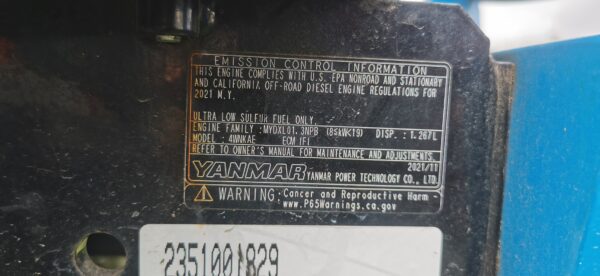 EMISSION CONTROL INFORMATION
THIS ENGINE COMPLIES WITH U.S. EPA NONROAD AND STATIONARY
AND CALIFORNIA OFF-ROAD DIESEL ENGINE REGULATIONS FOR
2021 M.Y.
ULTRA LOW SULFUR FUEL ONLY.
ENGINE FAMILY : MYDXL01.3NPB (8≤kW<19) DISP. : 1.267L
MODEL : 4WNKAE ECM IFI
REFER TO OWNER'S MANUAL FOR MAINTENANCE AND ADJUSTMENTS.
2021/11
YANMAR YANMAR POWER TECHNOLOGY CO., LTD.
WARNING : Cancer and Reproductive Harm -
www.P65Warnings.ca.gov